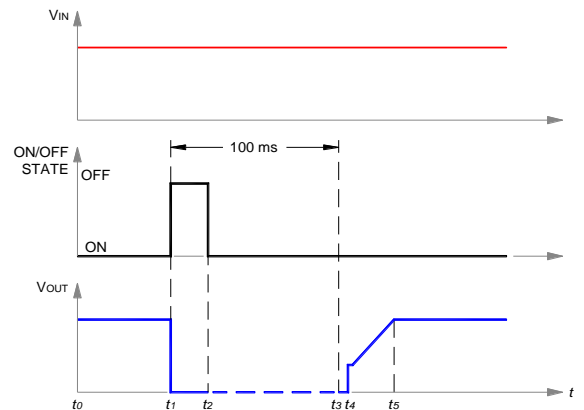 VIN
100 ms
ON/OFF
STATE
OFF
ON
VOUT
t
t0 t1 t2 t3 t4 t5